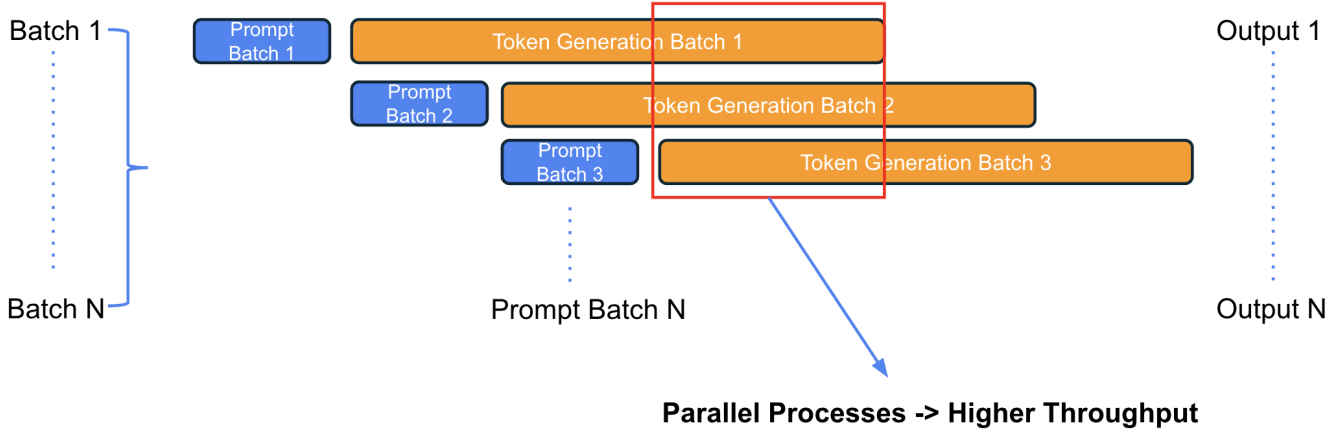 Batch 1
Prompt
Batch 1
Token Generation Batch 1
Output 1
Prompt
Batch 2
Token Generation Batch 2
Prompt
Batch 3
Token Generation Batch 3
Batch N
Prompt Batch N
Output N
Parallel Processes -> Higher Throughput